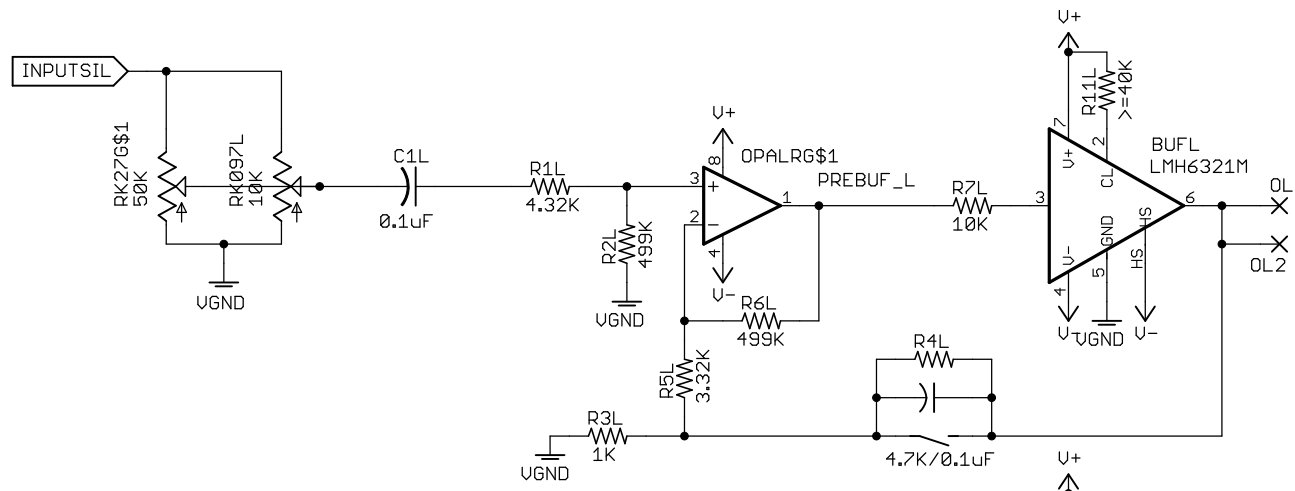 INPUTSIL
RK27G$1
50K
RK097L
10K
VGND
C1L
0.1uF
R1L
4.32K
R2L
499K
VGND
V+
8
OPALRG$1
3
+
2
-
1
4
V-
PREBUF_L
R6L
499K
R5L
3.32K
R3L
1K
VGND
R7L
10K
V+
R11L
>=40K
7
2
V+
CL
BUFL
LMH6321M
3
6
V-
GND
HS
4
5
HS
V-
VGND
V-
OL
OL2
R4L
4.7K/0.1uF
V+